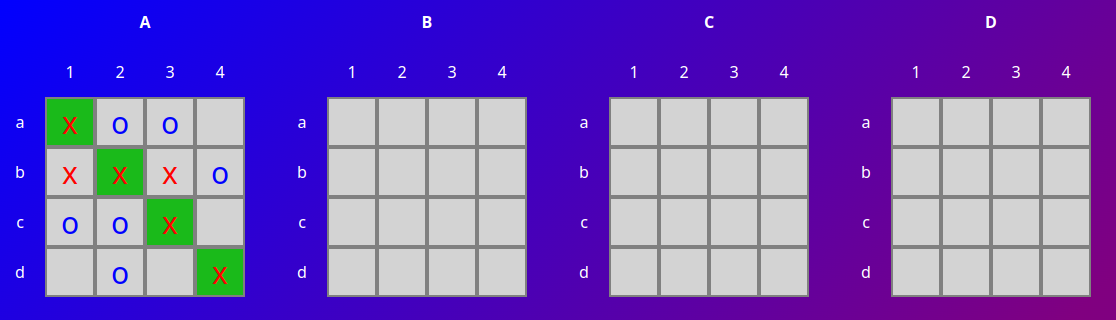 A B C D
1 2 3 4 1 2 3 4 1 2 3 4 1 2 3 4
a X O O a a a
b X X X O b b b
c O O X c c c
d O X d d d